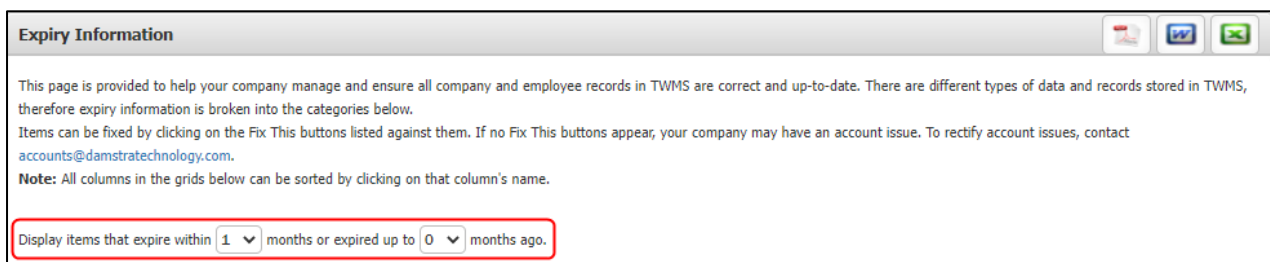 Expiry Information
This page is provided to help your company manage and ensure all company and employee records in TWMS are correct and up-to-date. There are different types of data and records stored in TWMS,
therefore expiry information is broken into the categories below.
Items can be fixed by clicking on the Fix This buttons listed against them. If no Fix This buttons appear, your company may have an account issue. To rectify account issues, contact
accounts@damstratechnology.com.
Note: All columns in the grids below can be sorted by clicking on that column's name.
Display items that expire within 1 months or expired up to 0 months ago.